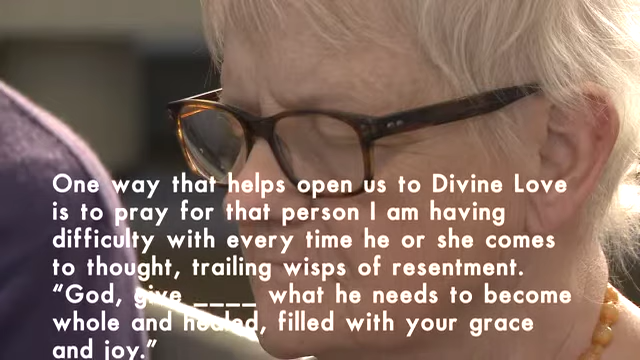 One way that helps open us to Divine Love
is to pray for that person I am having
difficulty with every time he or she comes
to thought, trailing wisps of resentment.
“God, give ____ what he needs to become
whole and healed, filled with your grace
and joy.”